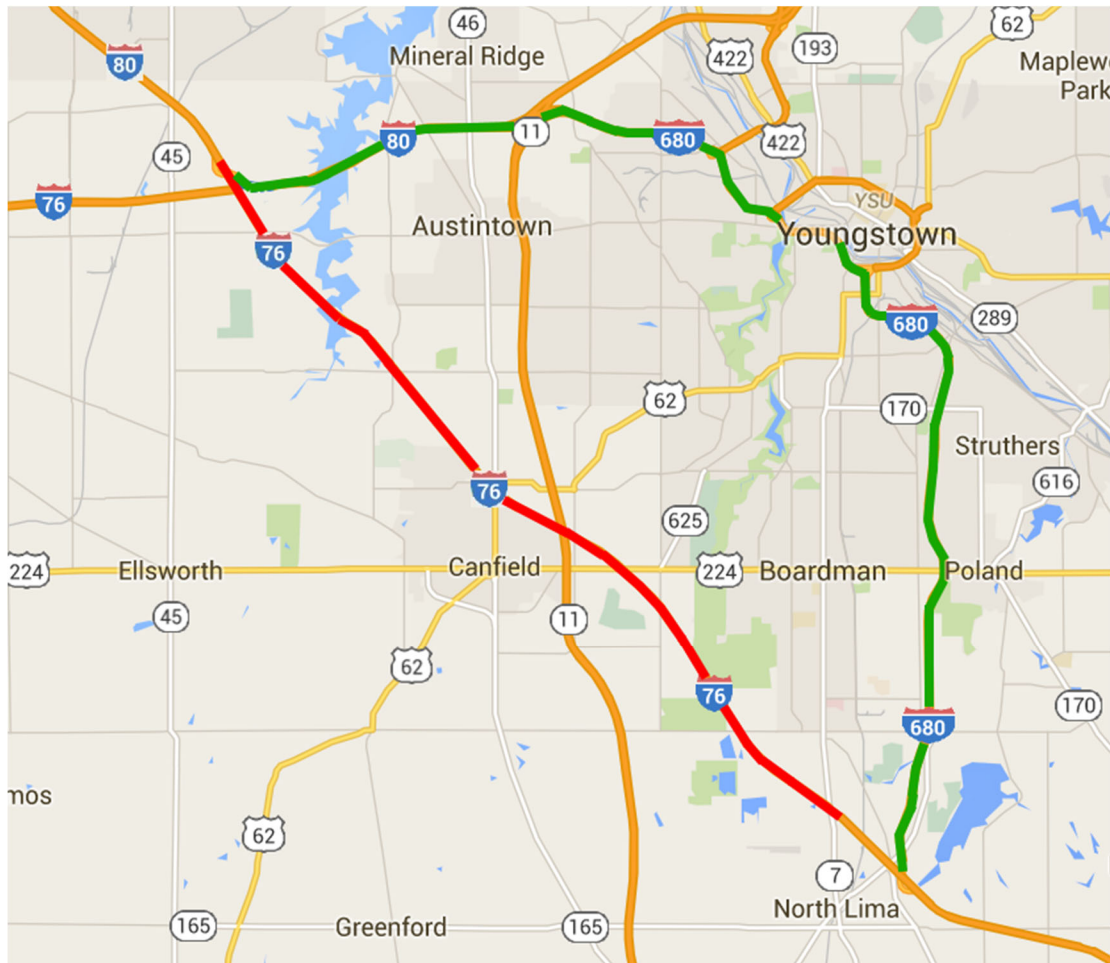 46
62
80
Mineral Ridge
422
193
Maplewo
Park
80
11
680
422
45
76
YSU
Austintown
Youngstown
76
680
289
62
170
Struthers
76
616
625
224
Ellsworth
Canfield
224
Boardman
Poland
45
11
62
76
170
680
mos
62
7
North Lima
165
Greenford
165